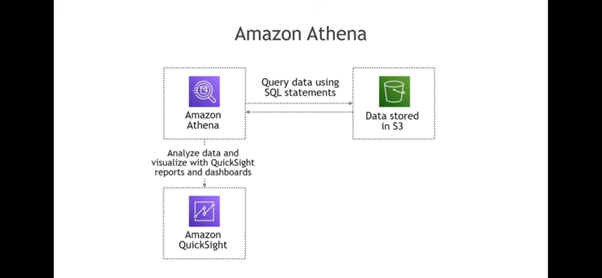 Amazon Athena
Amazon
Athena
Query data using
SQL statements
Data stored
in S3
Analyze data and
visualize with QuickSight
reports and dashboards
Amazon
QuickSight